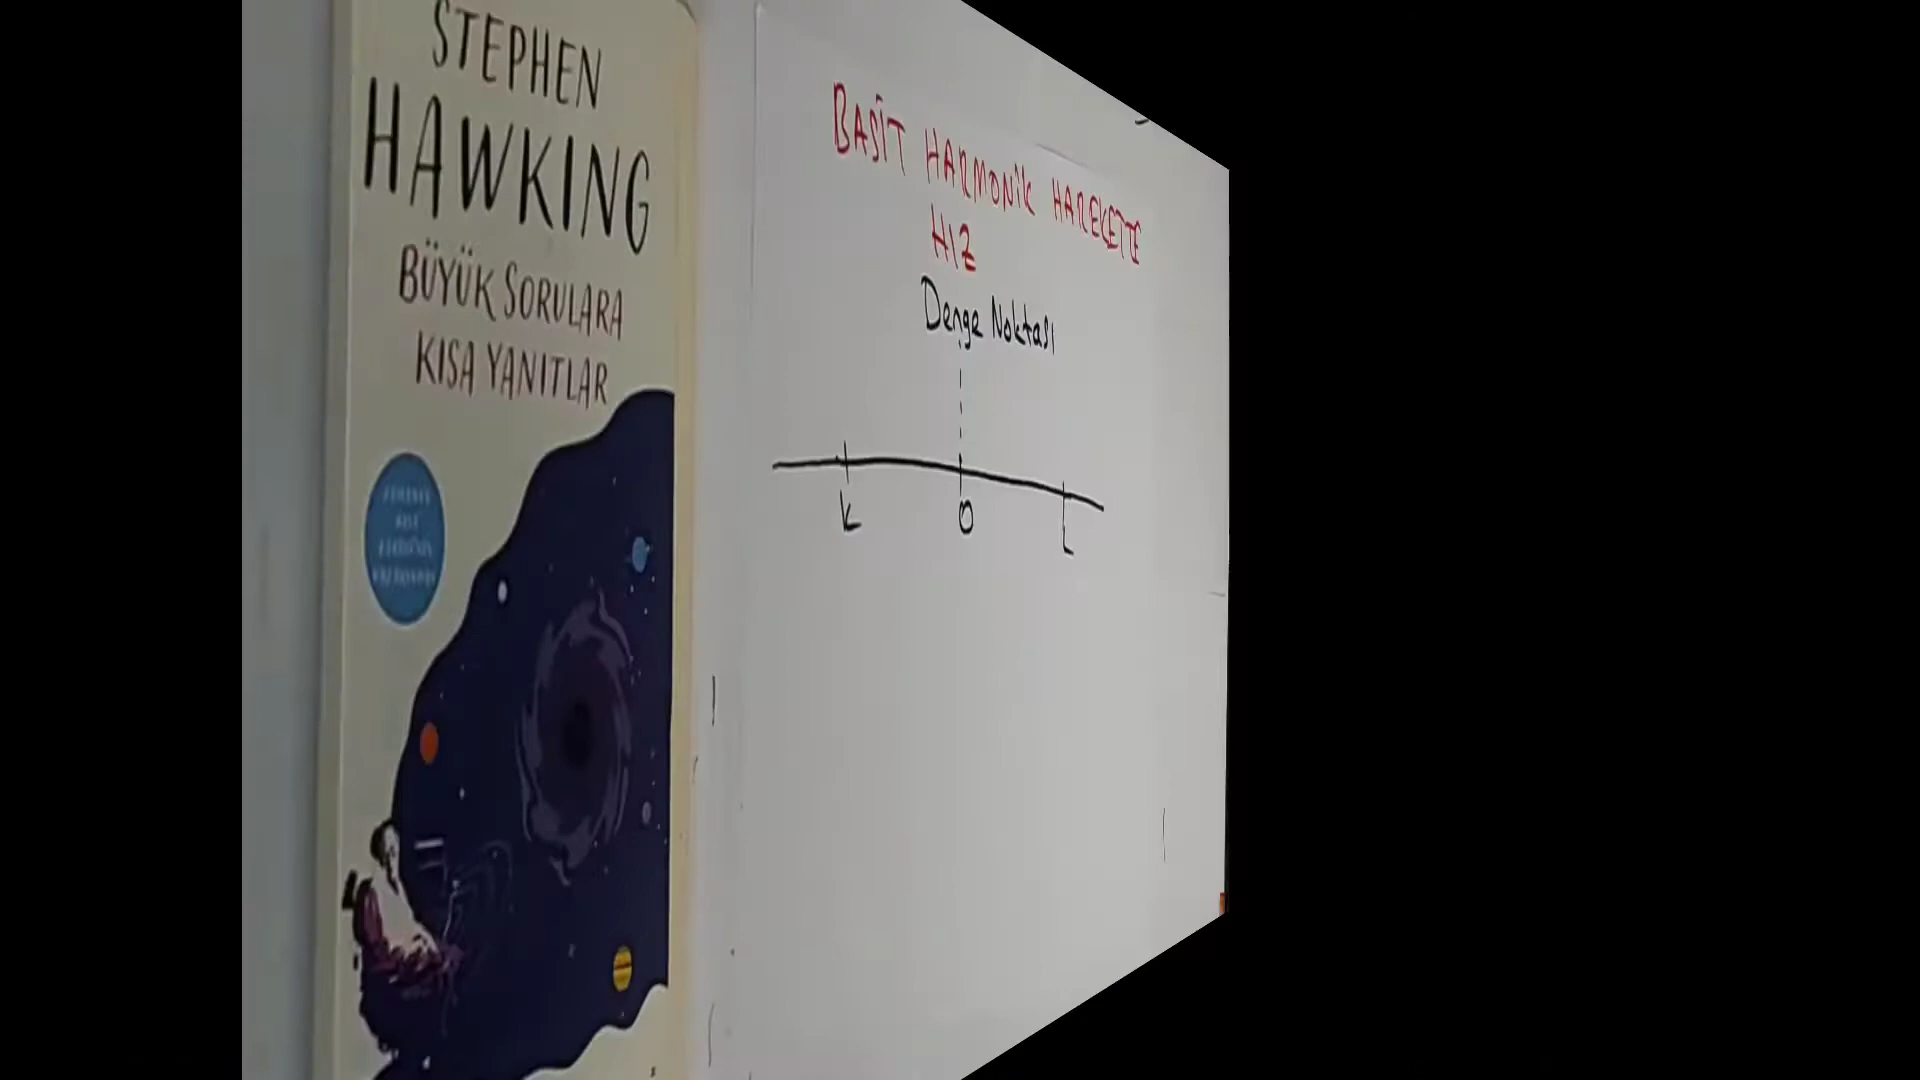 STEPHEN
HAWKING
BÜYÜK SORULARA
KISA YANITLAR
BASİT HARMONİK HAREKETTE
HIZ
Denge Noktası
K O L